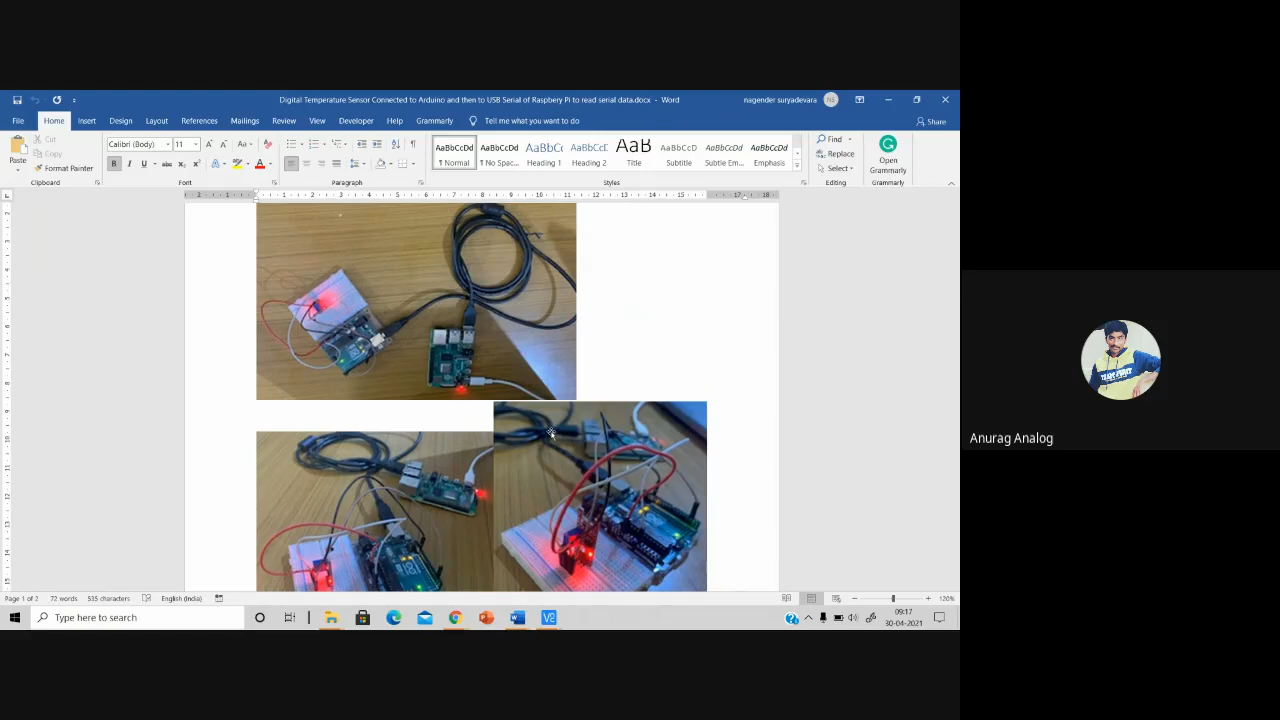 Digital Temperature Sensor Connected to Arduino and then to USB Serial of Raspbery Pi to read serial data.docx - Word
nagender suryadevara
NS
File Home Insert Design Layout References Mailings Review View Developer Help Grammarly Tell me what you want to do
Share
Paste
Cut
Copy
Format Painter
Clipboard
Calibri (Body) 11
Font
Paragraph
AaBbCcDd AaBbCcDd AaBbC( AaBbCcC AaB AaBbCcDd AaBbCcDd AaBbCcDd
¶ Normal ¶ No Spac... Heading 1 Heading 2 Title Subtitle Subtle Em... Emphasis
Styles
Find
Replace
Select
Editing
Open
Grammarly
Grammarly
Anurag Analog
Page 1 of 2 72 words 535 characters English (India)
120%
Type here to search
09:17
30-04-2021